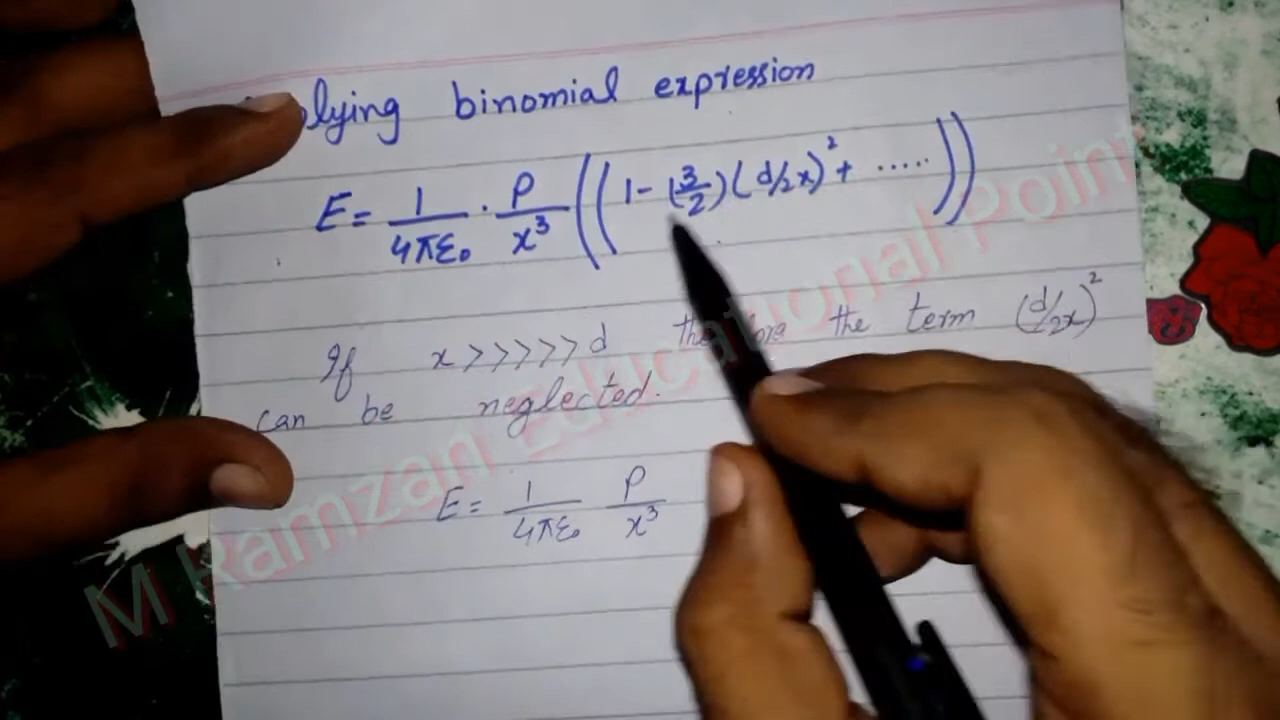 binomial expression
E = 1/4πε₀ · P/x³ ((1 - (3/2)(d/2x)² + .....))
If x >>>>> d the term (d/2x)²
can be neglected.
E = 1/4πε₀ P/x³
M Ramzan Educational Point